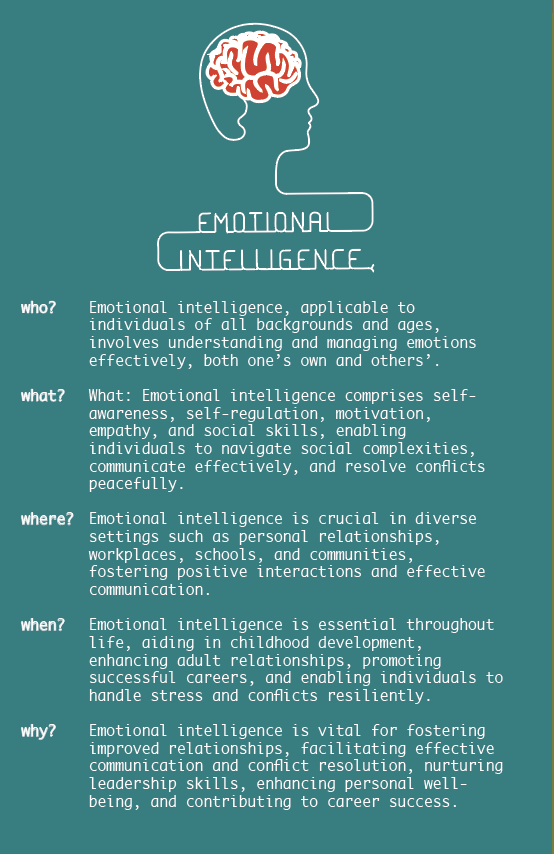 EMOTIONAL
INTELLIGENCE
who? Emotional intelligence, applicable to
individuals of all backgrounds and ages,
involves understanding and managing emotions
effectively, both one’s own and others’.
what? What: Emotional intelligence comprises self-
awareness, self-regulation, motivation,
empathy, and social skills, enabling
individuals to navigate social complexities,
communicate effectively, and resolve conflicts
peacefully.
where? Emotional intelligence is crucial in diverse
settings such as personal relationships,
workplaces, schools, and communities,
fostering positive interactions and effective
communication.
when? Emotional intelligence is essential throughout
life, aiding in childhood development,
enhancing adult relationships, promoting
successful careers, and enabling individuals to
handle stress and conflicts resiliently.
why? Emotional intelligence is vital for fostering
improved relationships, facilitating effective
communication and conflict resolution, nurturing
leadership skills, enhancing personal well-
being, and contributing to career success.